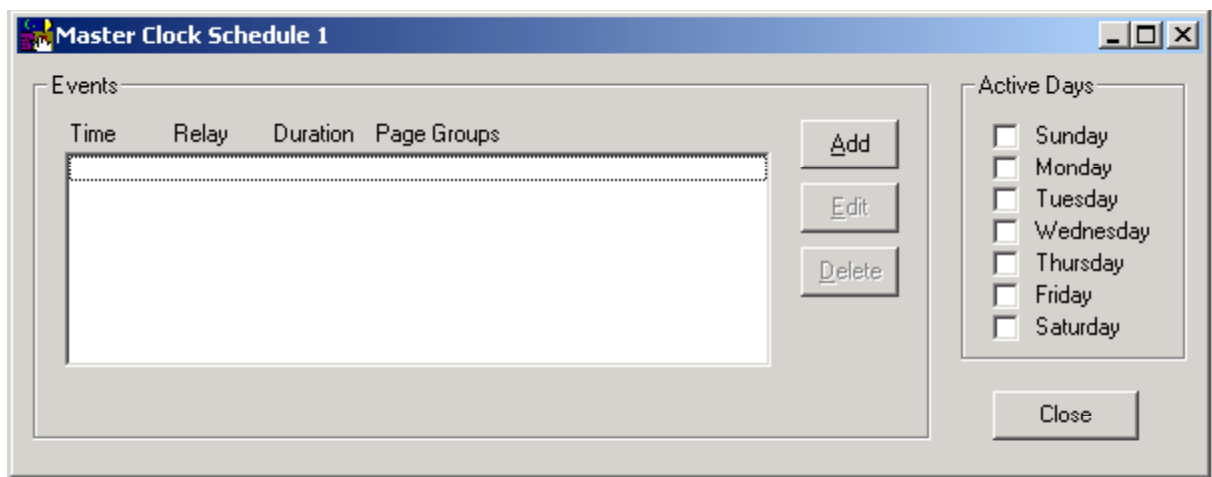 Master Clock Schedule 1
Events
Time Relay Duration Page Groups
Add
Edit
Delete
Active Days
Sunday
Monday
Tuesday
Wednesday
Thursday
Friday
Saturday
Close